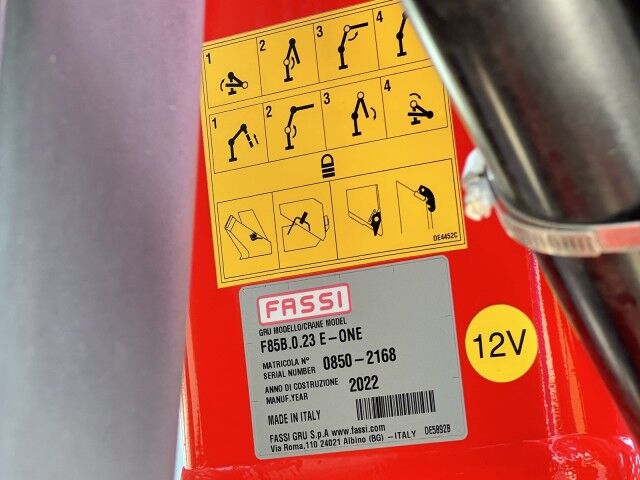 1 2 3 4
1 2 3 4
DE4452C
FASSI
GRU MODELLO/CRANE MODEL
F85B.0.23 E-ONE
MATRICOLA N°
SERIAL NUMBER 0850-2168
ANNO DI COSTRUZIONE
MANUF.YEAR 2022
MADE IN ITALY
FASSI GRU S.p.A www.fassi.com
Via Roma,110 24021 Albino (BG) - ITALY DE5892B
12V